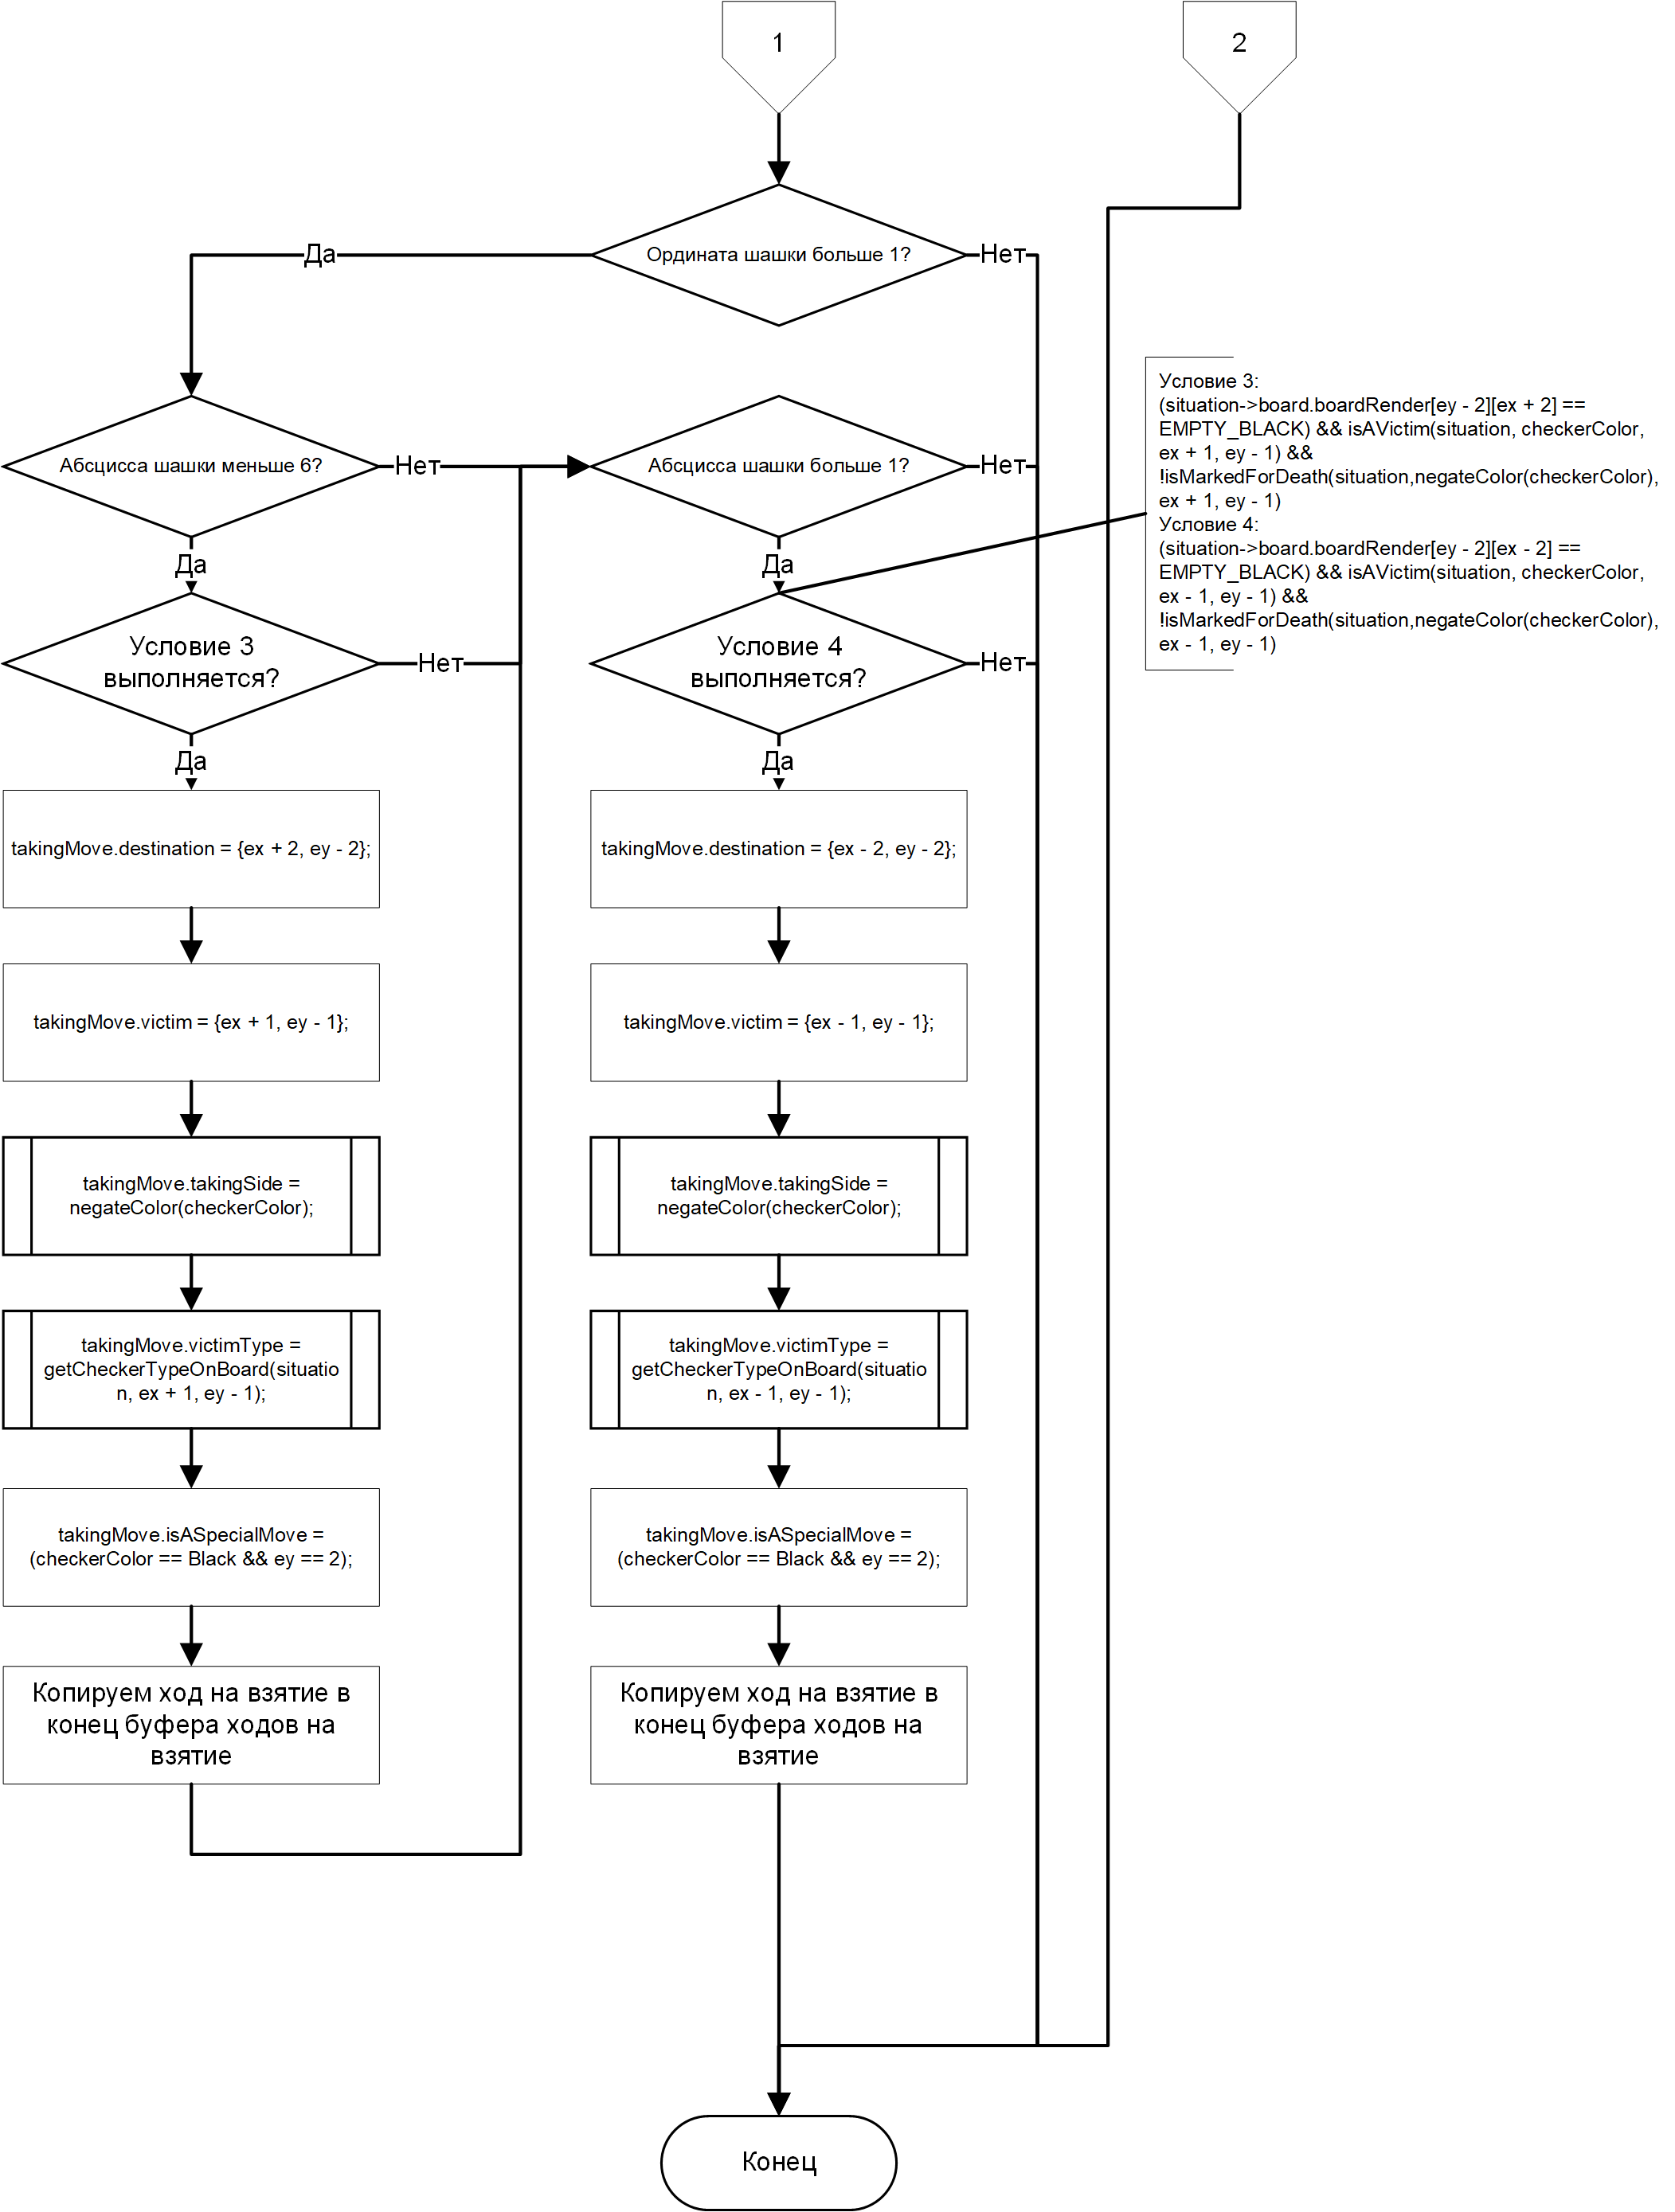 1
2
Ордината шашки больше 1?
Да
Нет
Условие 3:
(situation->board.boardRender[ey - 2][ex + 2] ==
EMPTY_BLACK) && isAVictim(situation, checkerColor,
ex + 1, ey - 1) &&
!isMarkedForDeath(situation,negateColor(checkerColor),
ex + 1, ey - 1)
Условие 4:
(situation->board.boardRender[ey - 2][ex - 2] ==
EMPTY_BLACK) && isAVictim(situation, checkerColor,
ex - 1, ey - 1) &&
!isMarkedForDeath(situation,negateColor(checkerColor),
ex - 1, ey - 1)
Абсцисса шашки меньше 6?
Нет
Да
Условие 3
выполняется?
Нет
Да
takingMove.destination = {ex + 2, ey - 2};
takingMove.victim = {ex + 1, ey - 1};
takingMove.takingSide =
negateColor(checkerColor);
takingMove.victimType =
getCheckerTypeOnBoard(situatio
n, ex + 1, ey - 1);
takingMove.isASpecialMove =
(checkerColor == Black && ey == 2);
Копируем ход на взятие в
конец буфера ходов на
взятие
Абсцисса шашки больше 1?
Нет
Да
Условие 4
выполняется?
Нет
Да
takingMove.destination = {ex - 2, ey - 2};
takingMove.victim = {ex - 1, ey - 1};
takingMove.takingSide =
negateColor(checkerColor);
takingMove.victimType =
getCheckerTypeOnBoard(situatio
n, ex - 1, ey - 1);
takingMove.isASpecialMove =
(checkerColor == Black && ey == 2);
Копируем ход на взятие в
конец буфера ходов на
взятие
Конец